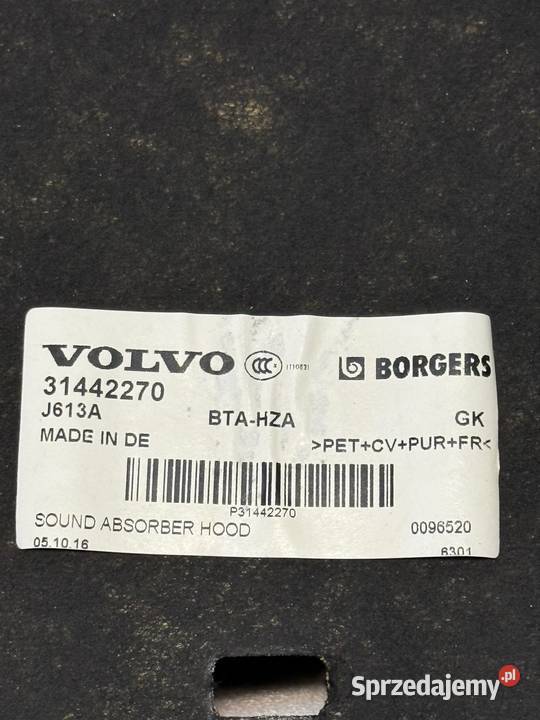 VOLVO CCC BORGERS
31442270
J613A BTA-HZA GK
MADE IN DE >PET+CV+PUR+FR<
P31442270
SOUND ABSORBER HOOD 0096520
05.10.16 6301
Sprzedajemy.pl